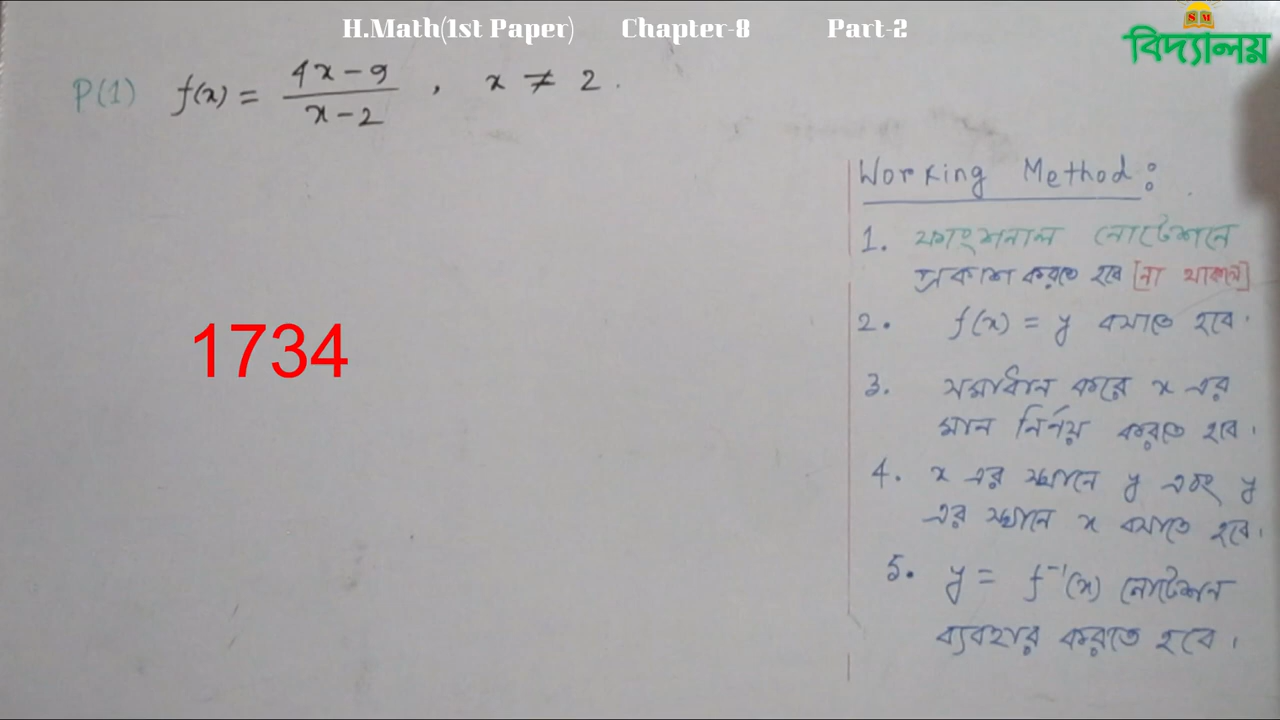 H.Math(1st Paper) Chapter-8 Part-2
SM
বিদ্যালয়
P(1) f(x) = \frac{4x-9}{x-2} , x ≠ 2 .
1734
Working Method:
1. ফাংশনাল নোটেশনে
প্রকাশ করতে হবে [না থাকলে]
2. f(x) = y বসাতে হবে।
3. সমাধান করে x এর
মান নির্ণয় করতে হবে।
4. x এর স্থানে y এবং y
এর স্থানে x বসাতে হবে।
5. y = f⁻¹(x) নোটেশন
ব্যবহার করতে হবে।